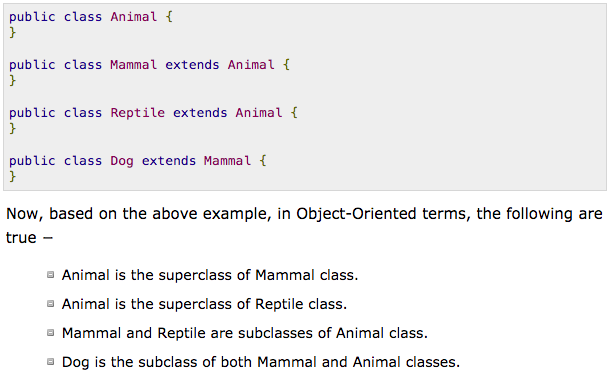 public class Animal {
}
public class Mammal extends Animal {
}
public class Reptile extends Animal {
}
public class Dog extends Mammal {
}
Now, based on the above example, in Object-Oriented terms, the following are
true −
Animal is the superclass of Mammal class.
Animal is the superclass of Reptile class.
Mammal and Reptile are subclasses of Animal class.
Dog is the subclass of both Mammal and Animal classes.